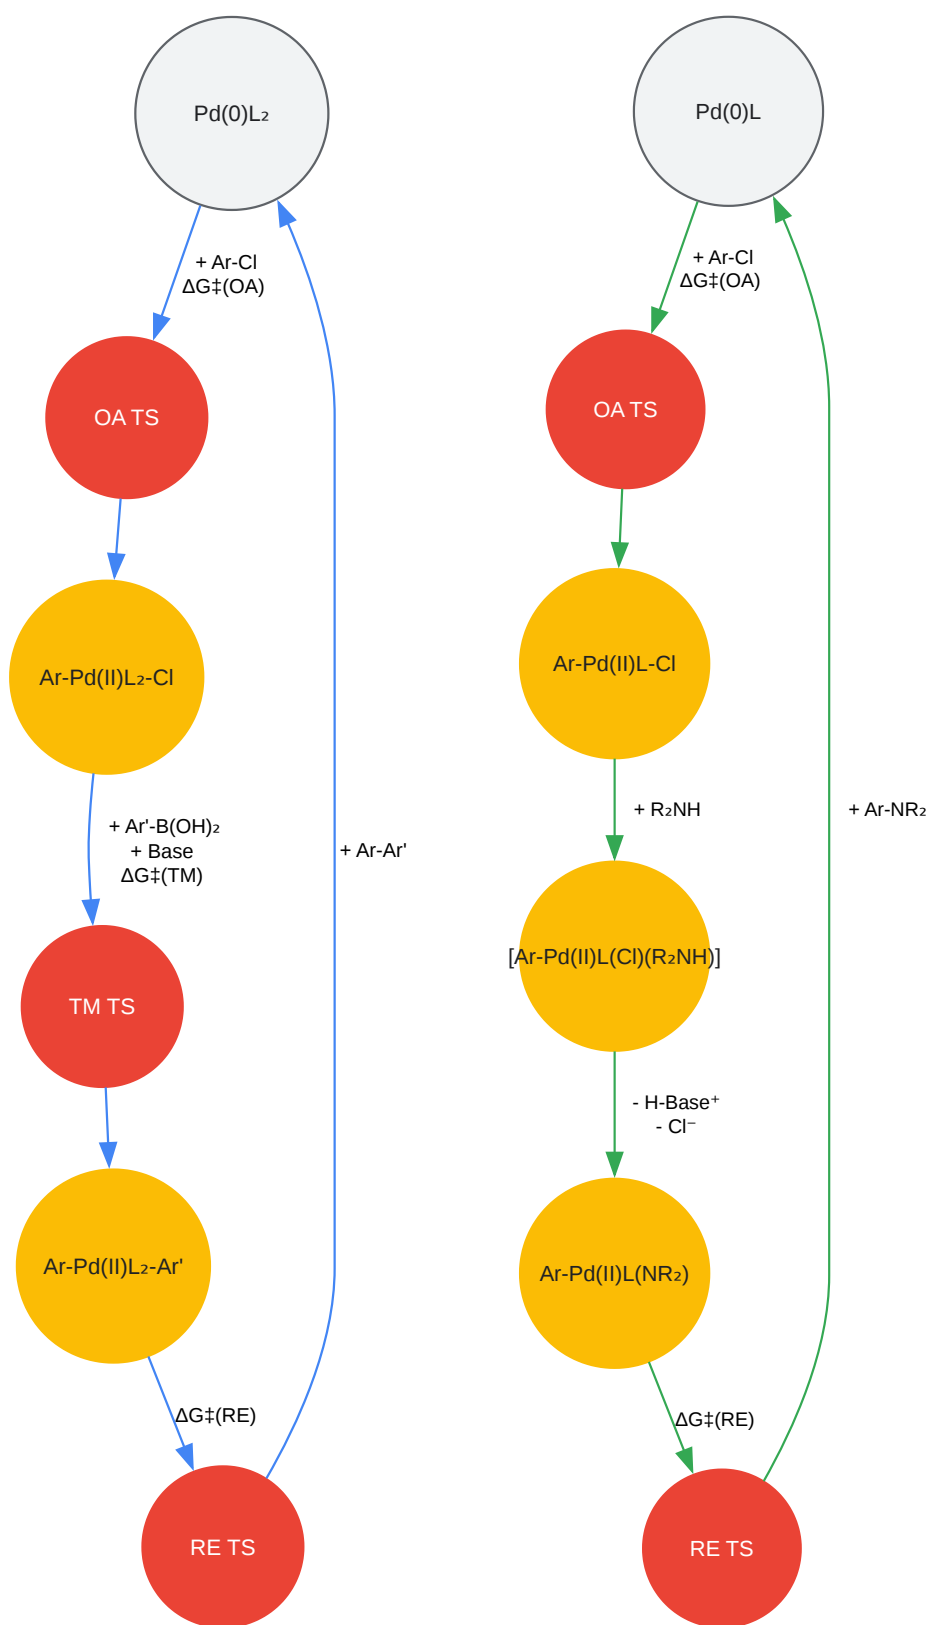 Pd(0)L₂
+ Ar-Cl
ΔG‡(OA)
OA TS
Ar-Pd(II)L₂-Cl
+ Ar'-B(OH)₂
+ Base
ΔG‡(TM)
+ Ar-Ar'
TM TS
Ar-Pd(II)L₂-Ar'
ΔG‡(RE)
RE TS
Pd(0)L
+ Ar-Cl
ΔG‡(OA)
OA TS
Ar-Pd(II)L-Cl
+ R₂NH
+ Ar-NR₂
[Ar-Pd(II)L(Cl)(R₂NH)]
- H-Base⁺
- Cl⁻
Ar-Pd(II)L(NR₂)
ΔG‡(RE)
RE TS